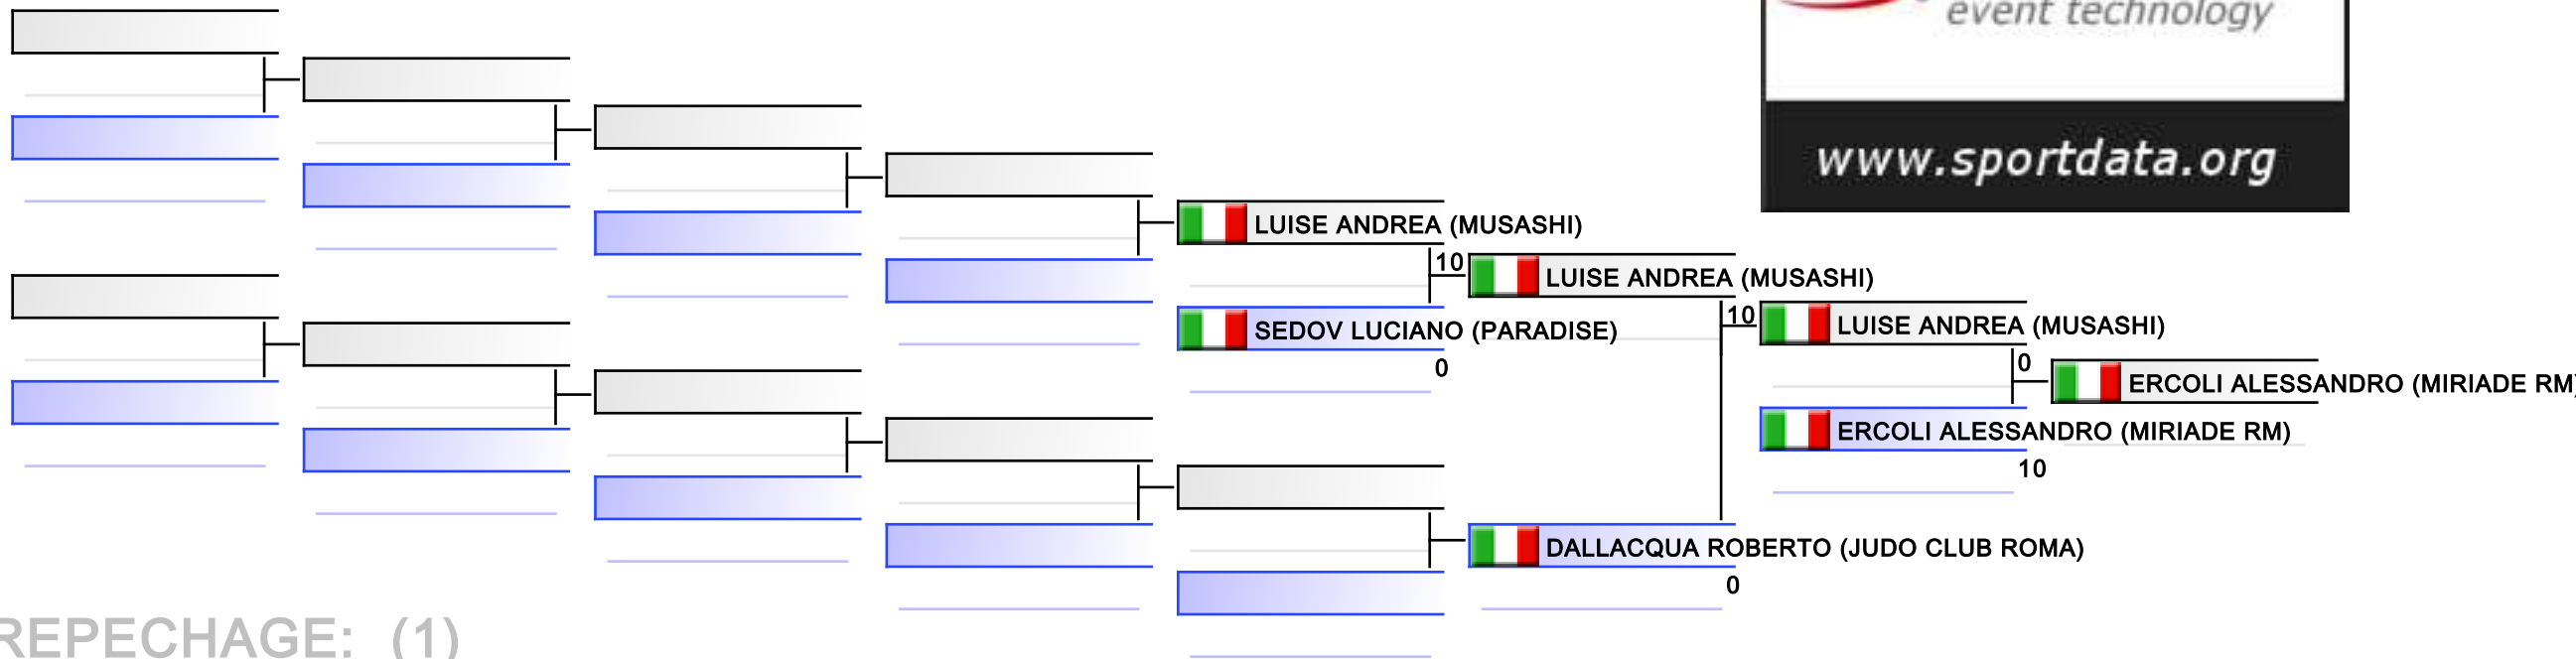 event technology
www.sportdata.org
LUISE ANDREA (MUSASHI)
10
LUISE ANDREA (MUSASHI)
SEDOV LUCIANO (PARADISE)
0
10
LUISE ANDREA (MUSASHI)
0
ERCOLI ALESSANDRO (MIRIADE RM)
ERCOLI ALESSANDRO (MIRIADE RM)
10
DALLACQUA ROBERTO (JUDO CLUB ROMA)
0
REPECHAGE: (1)